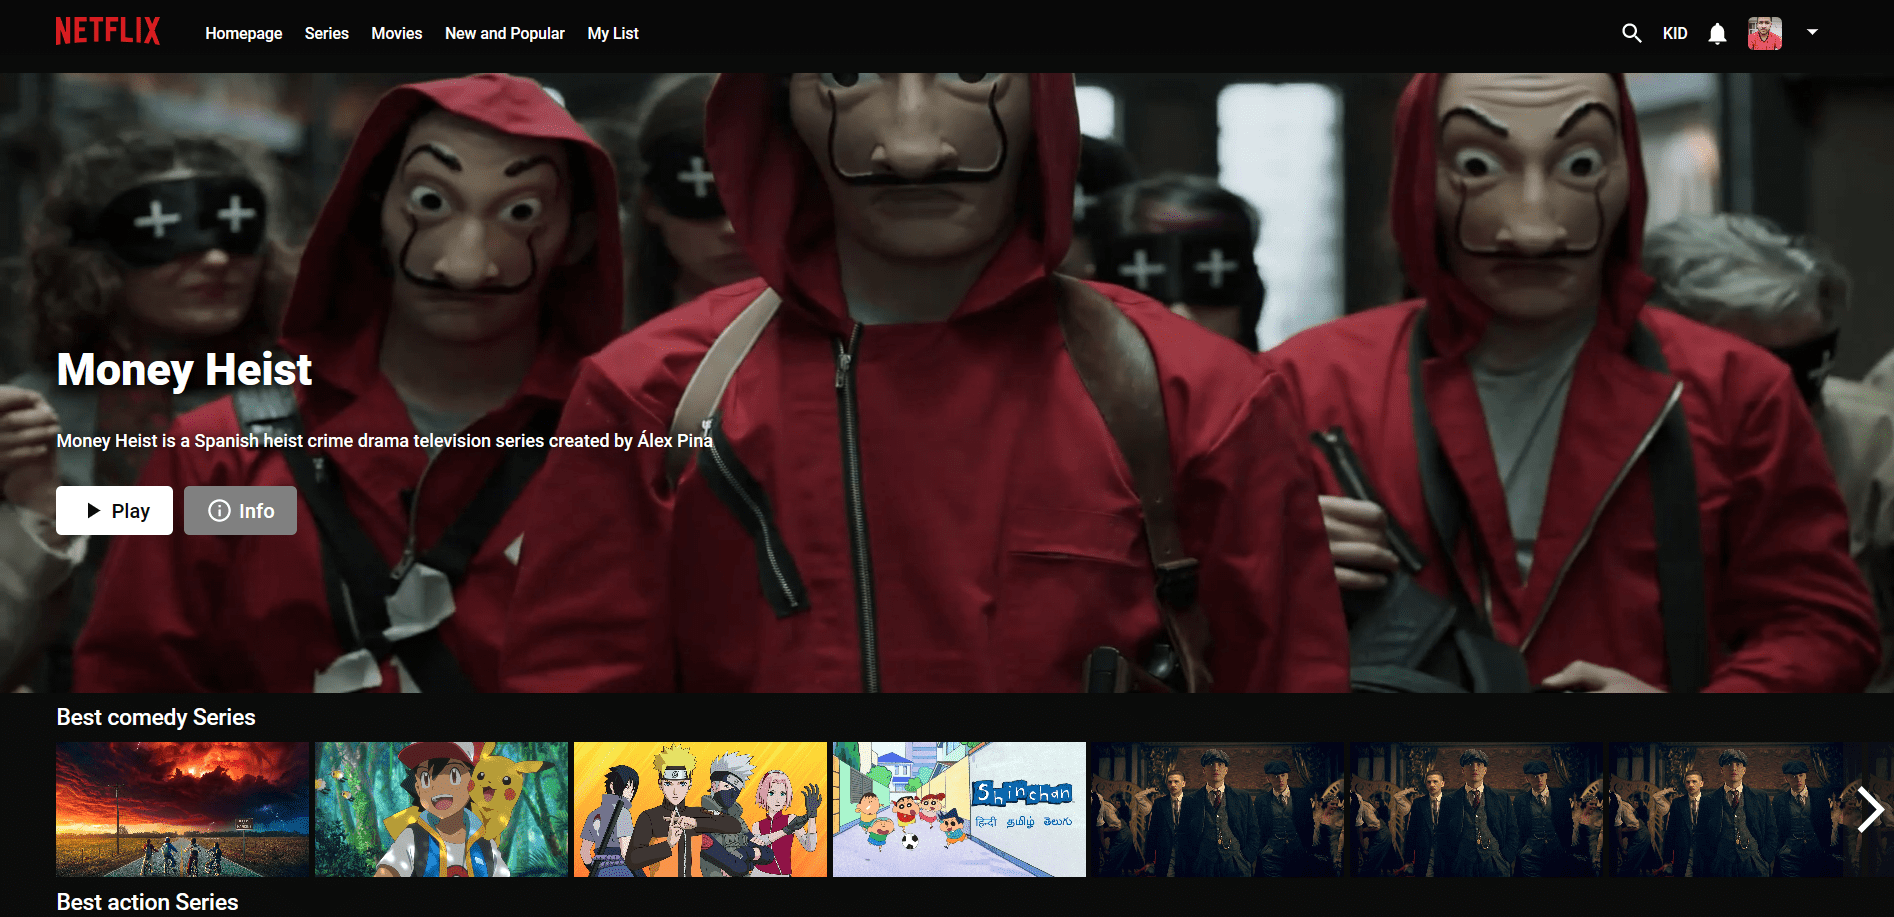 NETFLIX
Homepage
Series
Movies
New and Popular
My List
KID
Money Heist
Money Heist is a Spanish heist crime drama television series created by Álex Pina
Play
Info
Best comedy Series
Shinchan
हिन्दी தமிழ் తెలుగు
Best action Series